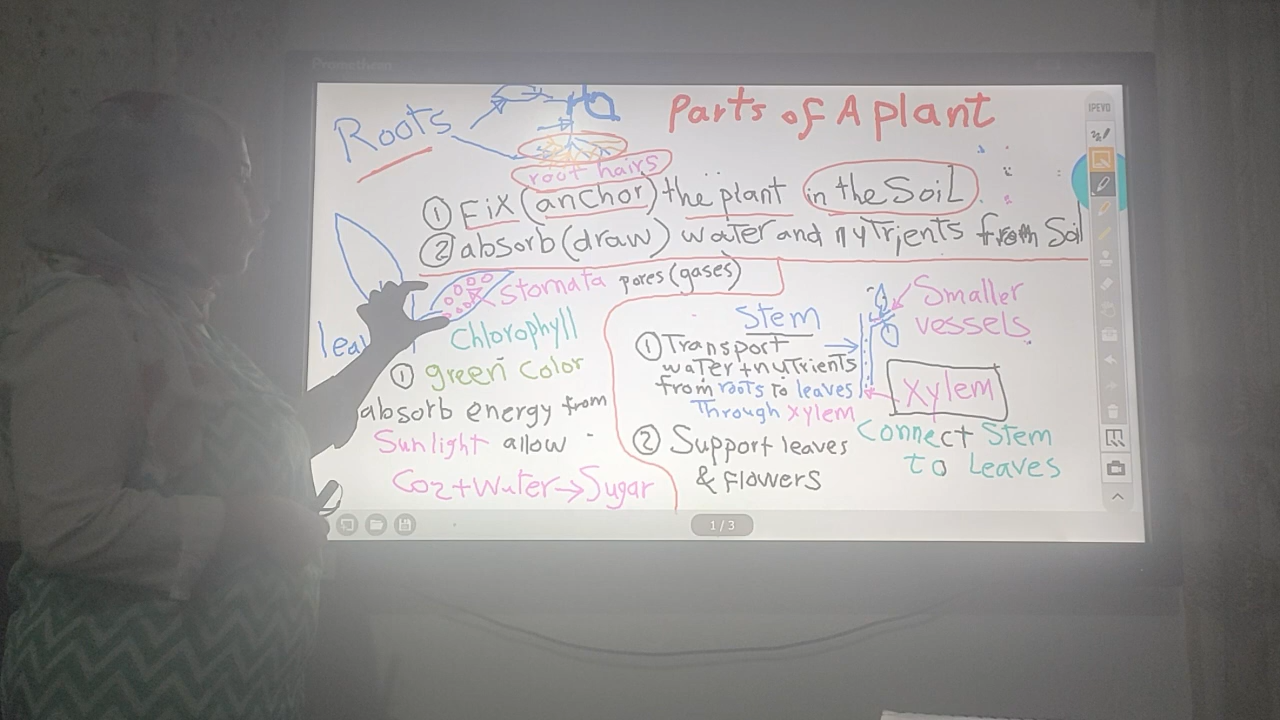 Promethean
IPEVO
Parts of A plant
Roots
root hairs
① Fix (anchor) the plant in the Soil.
② absorb (draw) water and nutrients from Soil
Stomata pores (gases)
Chlorophyll
① green color
absorb energy from
Sunlight allow
Co2 + Water → Sugar
Stem
① Transport
water + nutrients
from roots to leaves
Through xylem
② Support leaves
& flowers
Smaller
vessels
Xylem
Connect Stem
to Leaves
1/3